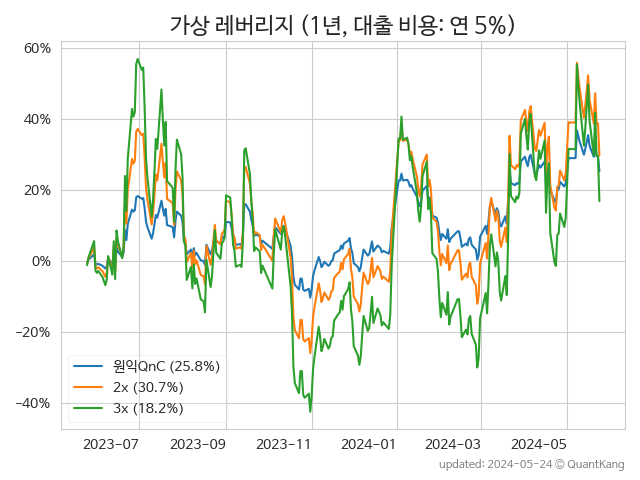 가상 레버리지 (1년, 대출 비용: 연 5%)
60%
40%
20%
0%
−20%
−40%
원익QnC (25.8%)
2x (30.7%)
3x (18.2%)
2023-07
2023-09
2023-11
2024-01
2024-03
2024-05
updated: 2024-05-24 © QuantKang